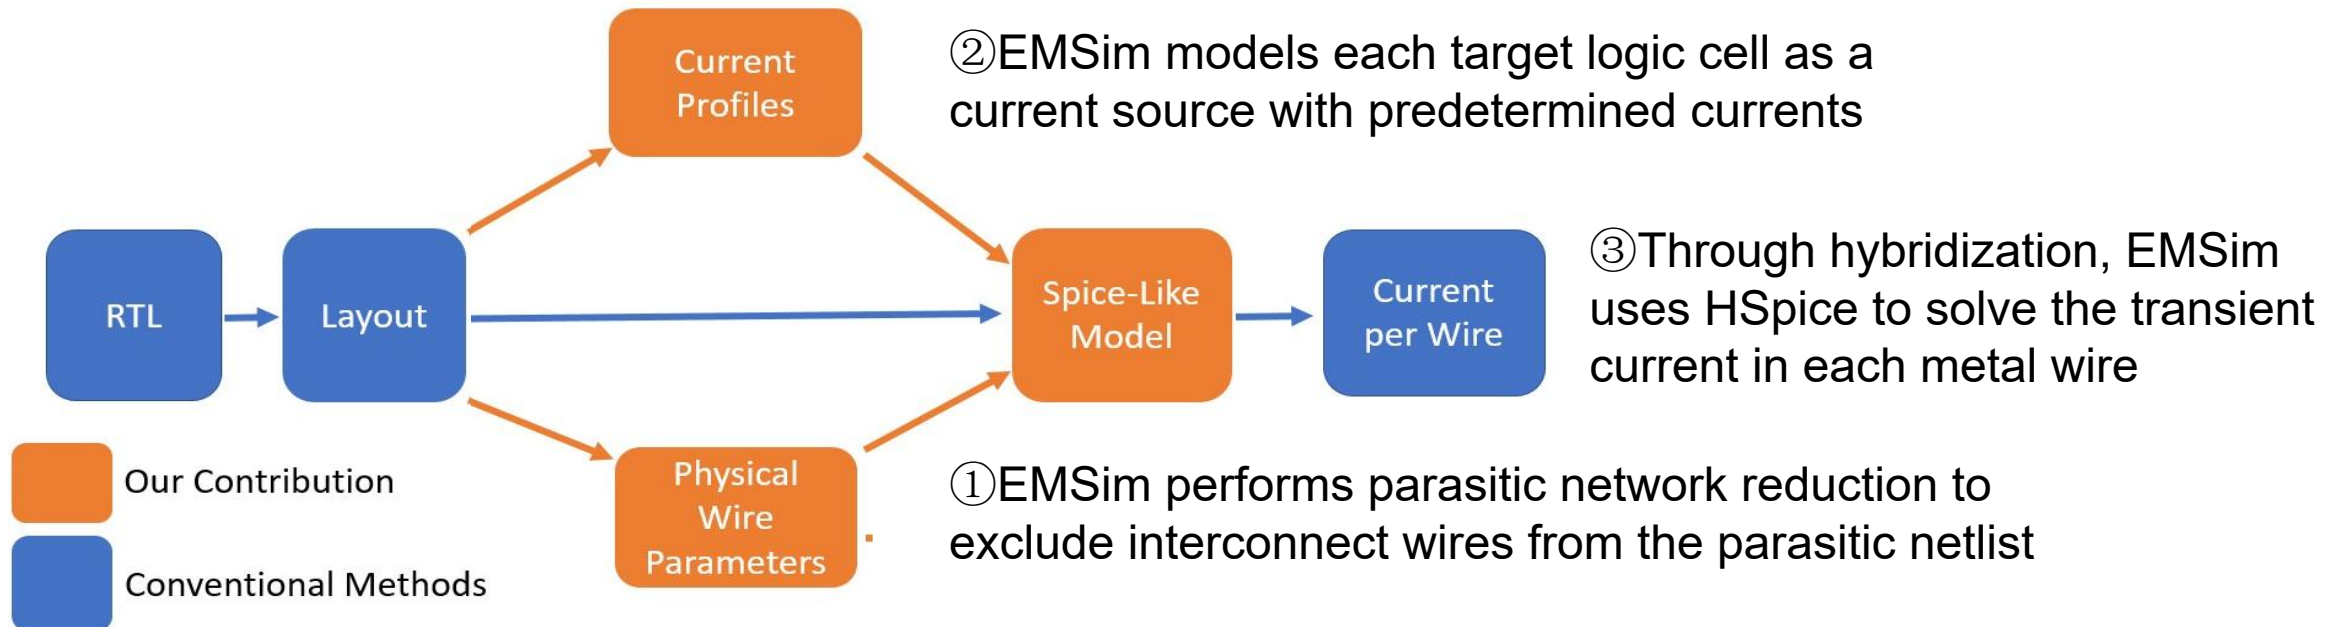 Current
Profiles
②EMSim models each target logic cell as a
current source with predetermined currents
RTL
Layout
Spice-Like
Model
Current
per Wire
③Through hybridization, EMSim
uses HSpice to solve the transient
current in each metal wire
Our Contribution
Conventional Methods
Physical
Wire
Parameters
①EMSim performs parasitic network reduction to
exclude interconnect wires from the parasitic netlist